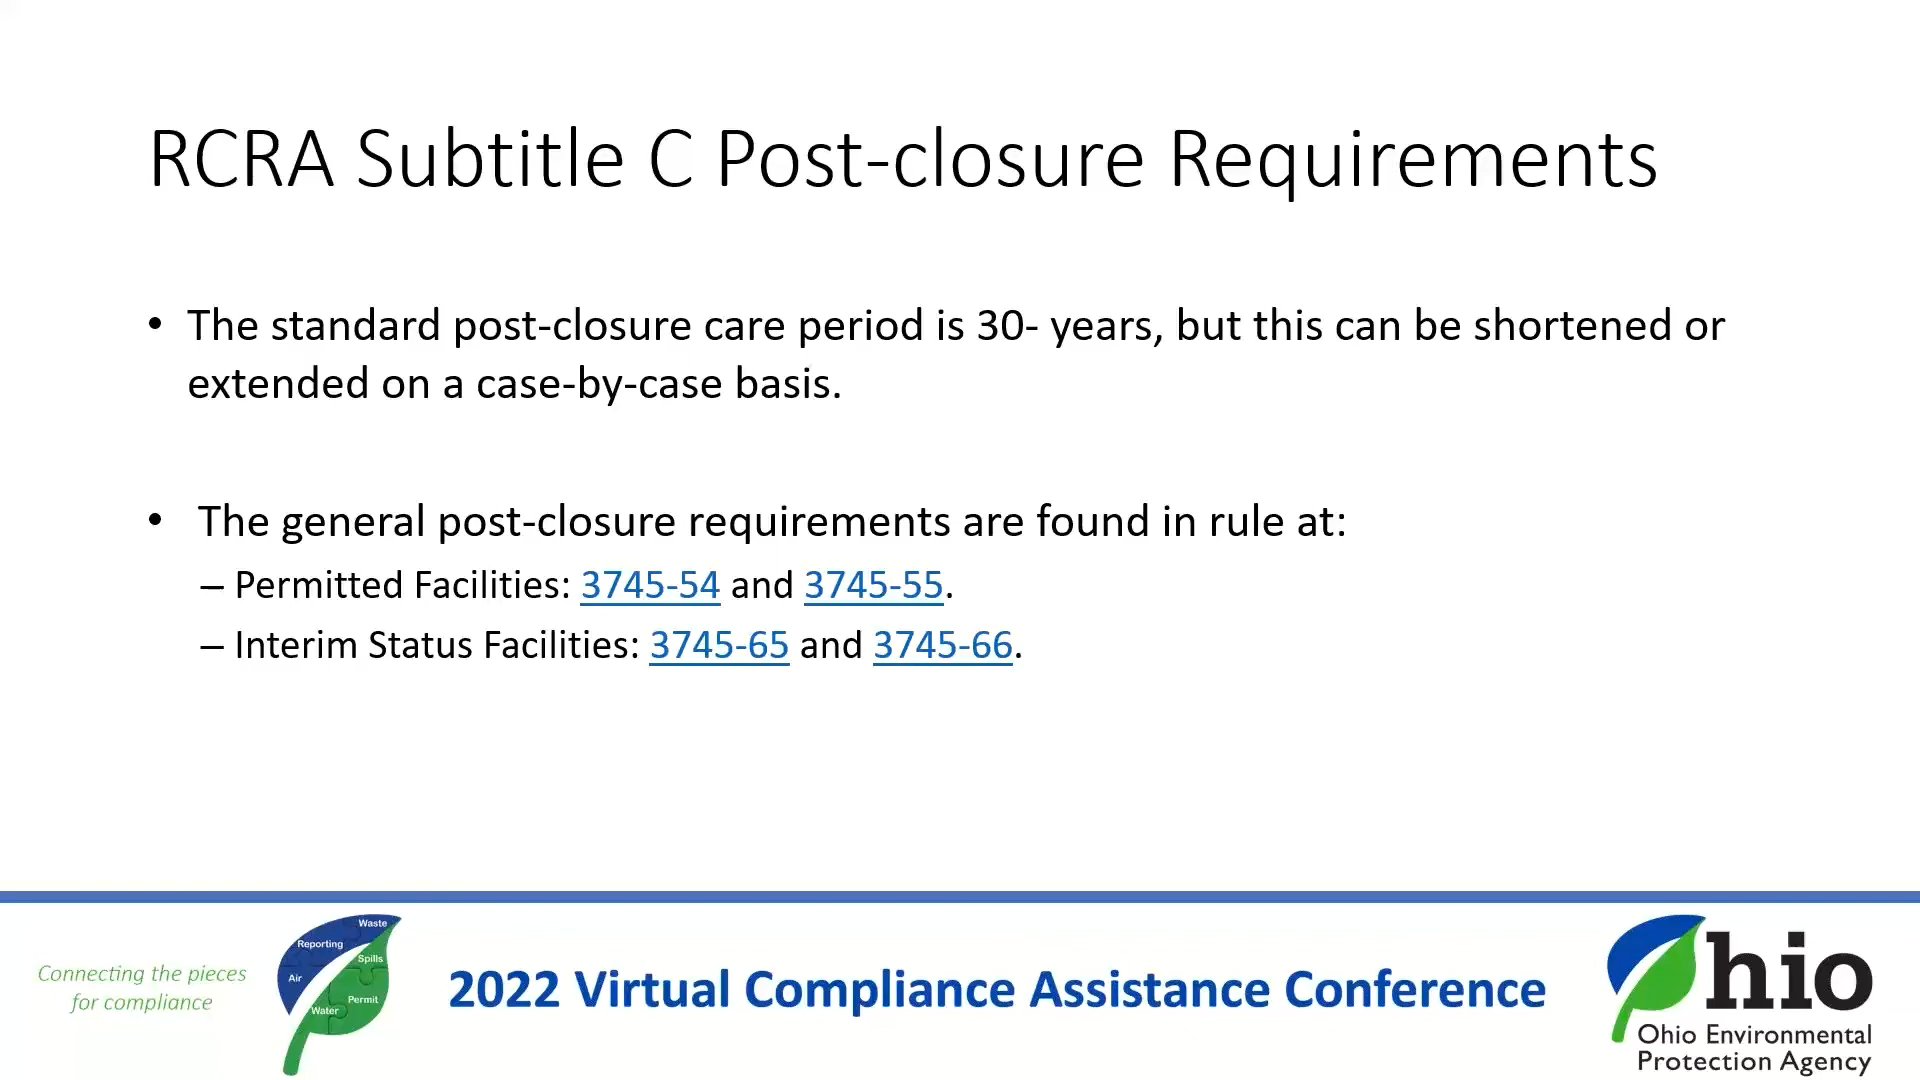 RCRA Subtitle C Post-closure Requirements
• The standard post-closure care period is 30- years, but this can be shortened or
extended on a case-by-case basis.
• The general post-closure requirements are found in rule at:
– Permitted Facilities: 3745-54 and 3745-55.
– Interim Status Facilities: 3745-65 and 3745-66.
Connecting the pieces
for compliance
Waste
Reporting
Spills
Air
Permit
Water
2022 Virtual Compliance Assistance Conference
hio
Ohio Environmental
Protection Agency